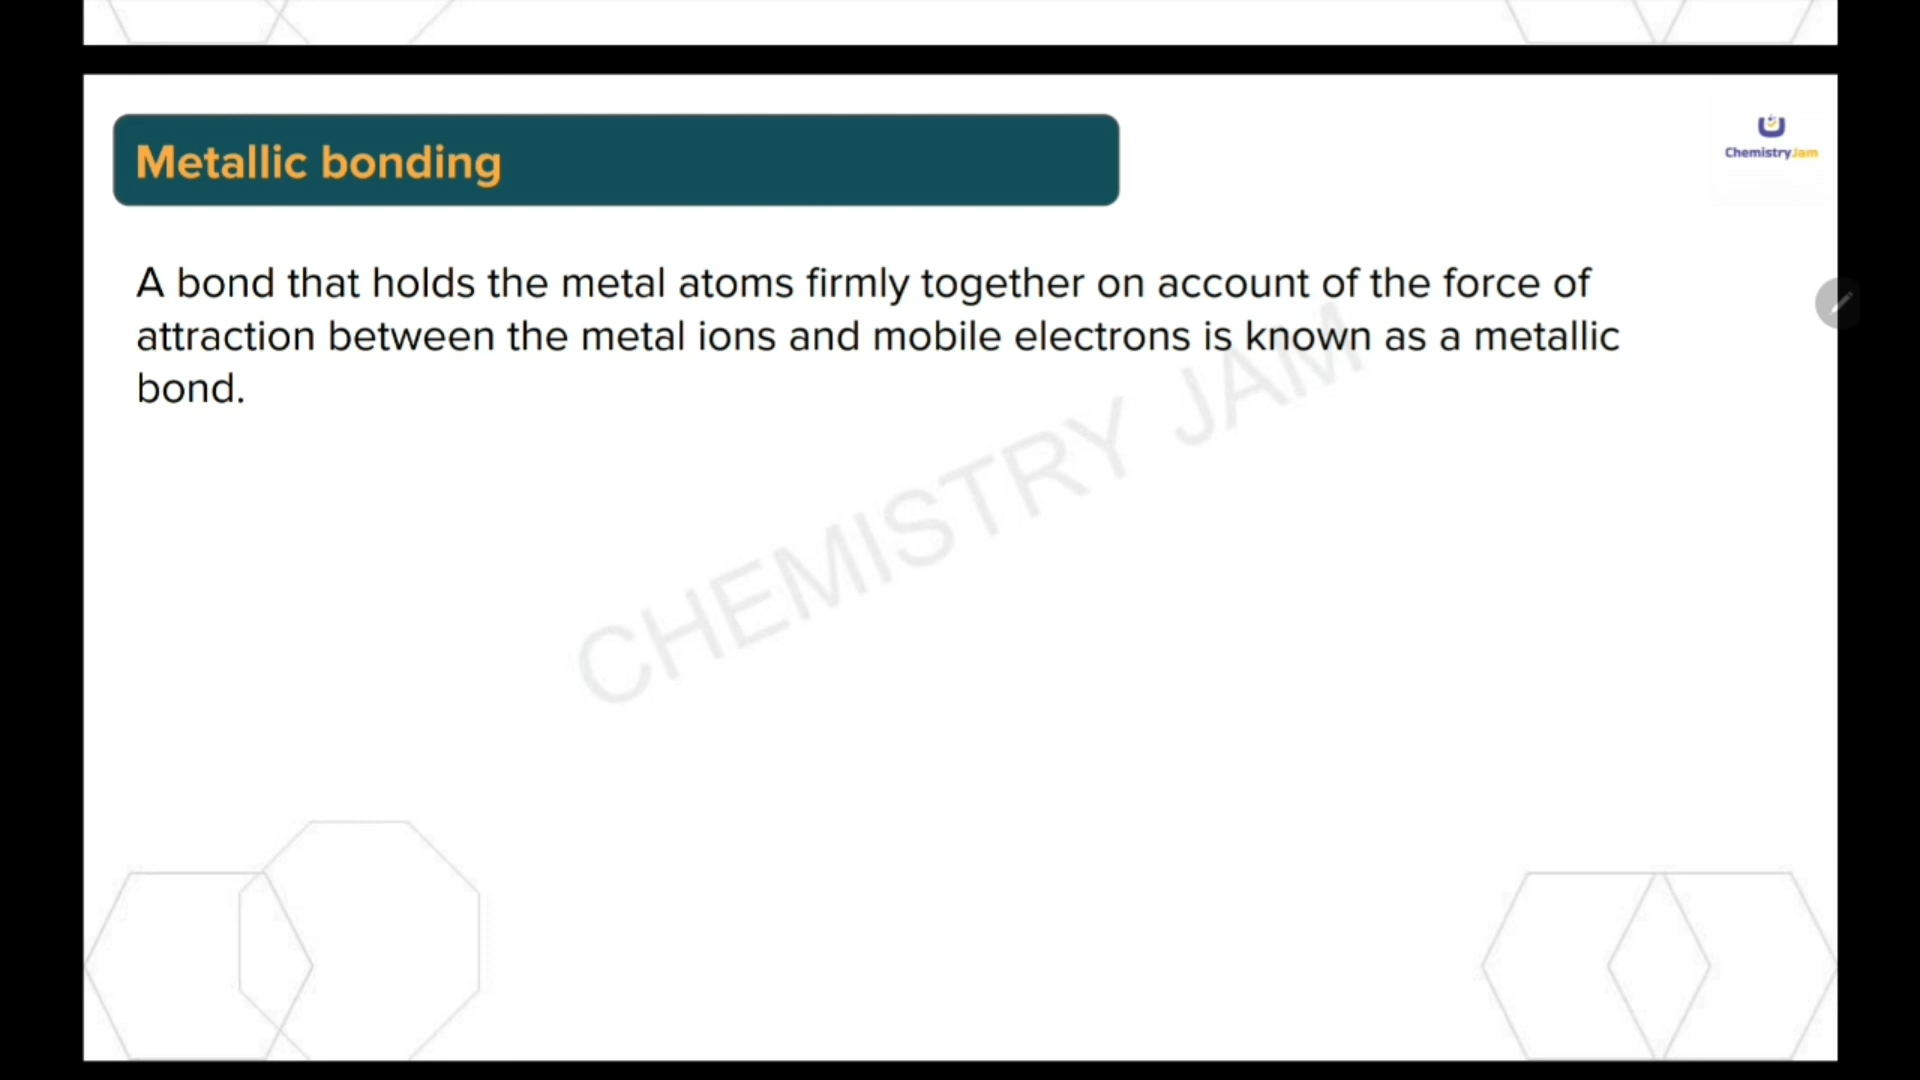 Metallic bonding
ChemistryJam
A bond that holds the metal atoms firmly together on account of the force of
attraction between the metal ions and mobile electrons is known as a metallic
bond.
CHEMISTRY JAM